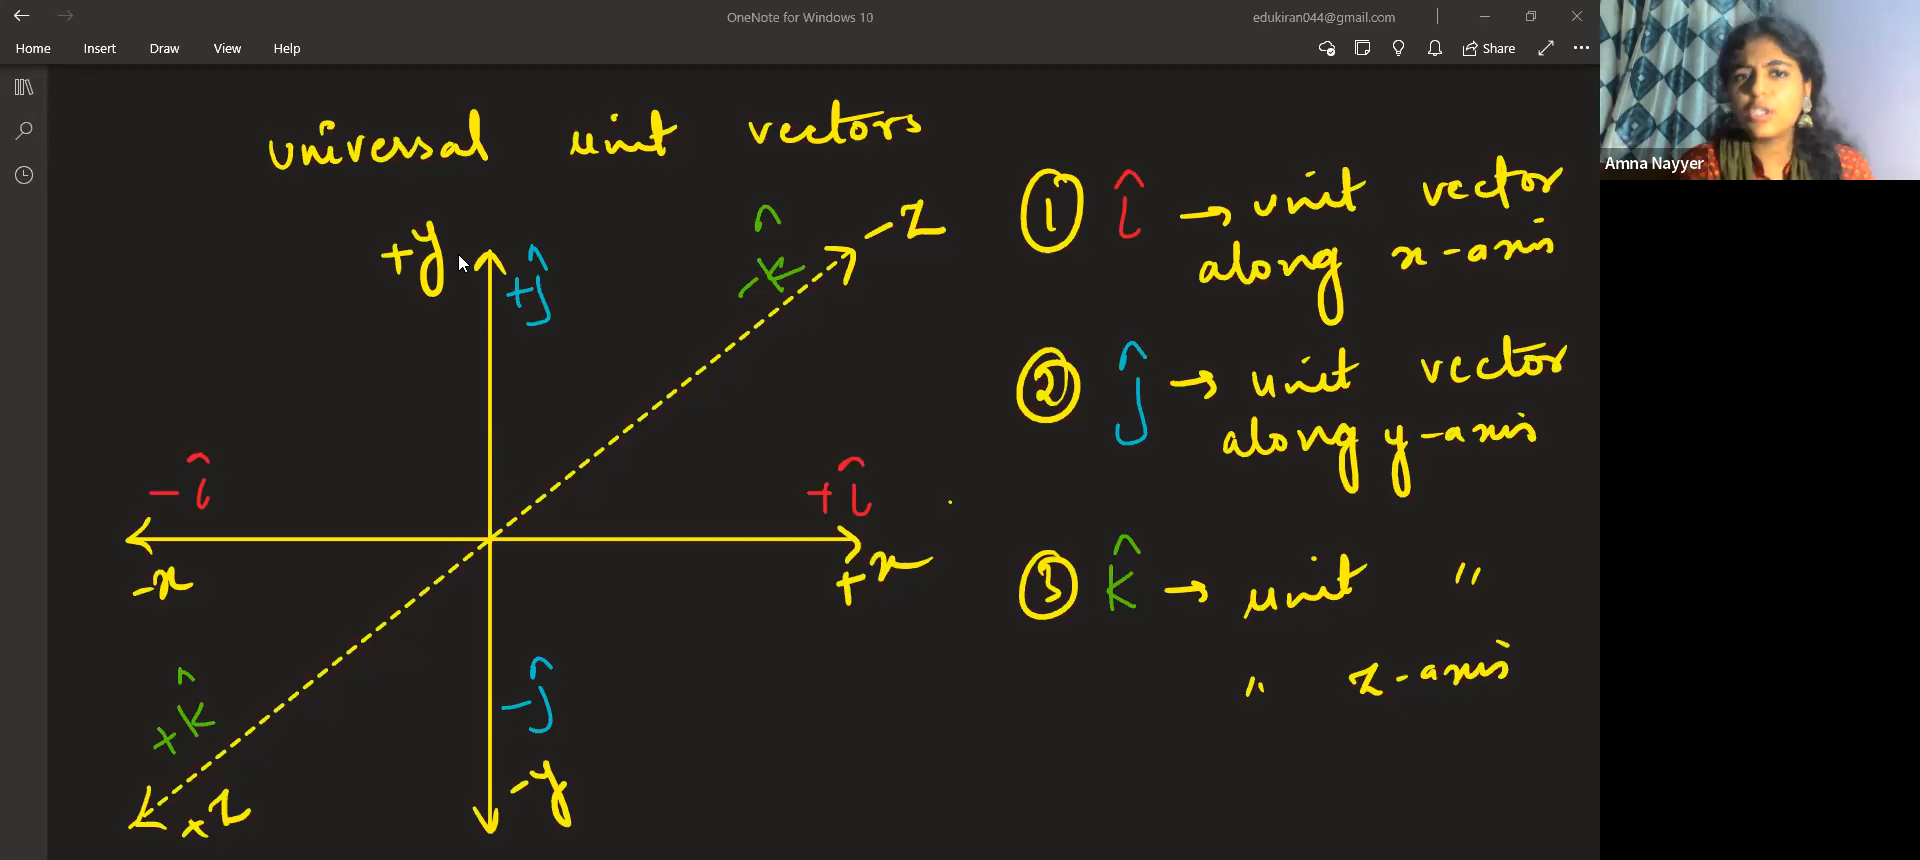 OneNote for Windows 10
edukiran044@gmail.com
Home Insert Draw View Help
Share
Amna Nayyer
universal unit vectors
+y
+ĵ
-k̂
-z
-î
+î
-x
+x
+k̂
+z
-ĵ
-y
① î → unit vector
along x-axis
② ĵ → unit vector
along y-axis
③ k̂ → unit "
" z-axis